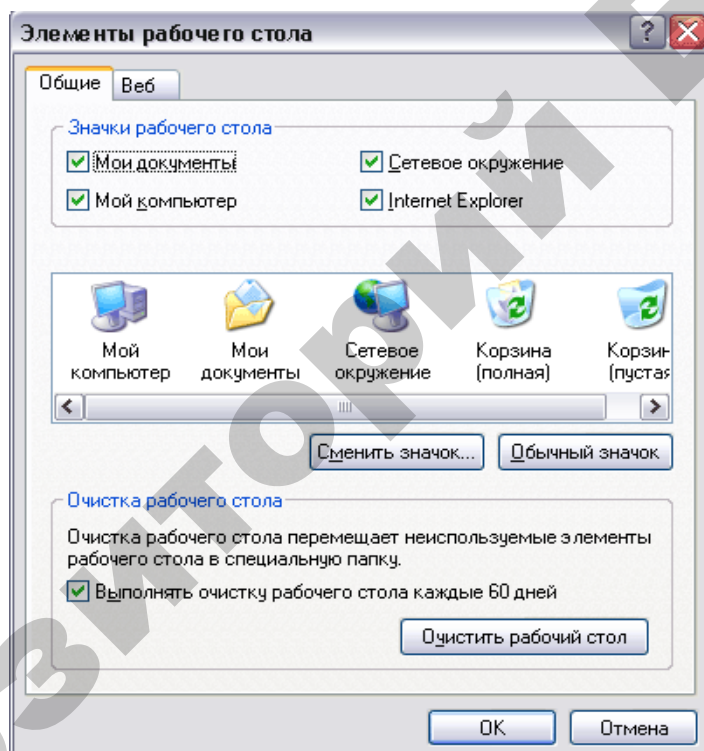 Элементы рабочего стола
Общие Веб
Значки рабочего стола
Мои документы Сетевое окружение
Мой компьютер Internet Explorer
Мой компьютер
Мои документы
Сетевое окружение
Корзина (полная)
Корзин (пустая
Сменить значок... Обычный значок
Очистка рабочего стола
Очистка рабочего стола перемещает неиспользуемые элементы
рабочего стола в специальную папку.
Выполнять очистку рабочего стола каждые 60 дней
Очистить рабочий стол
OK Отмена